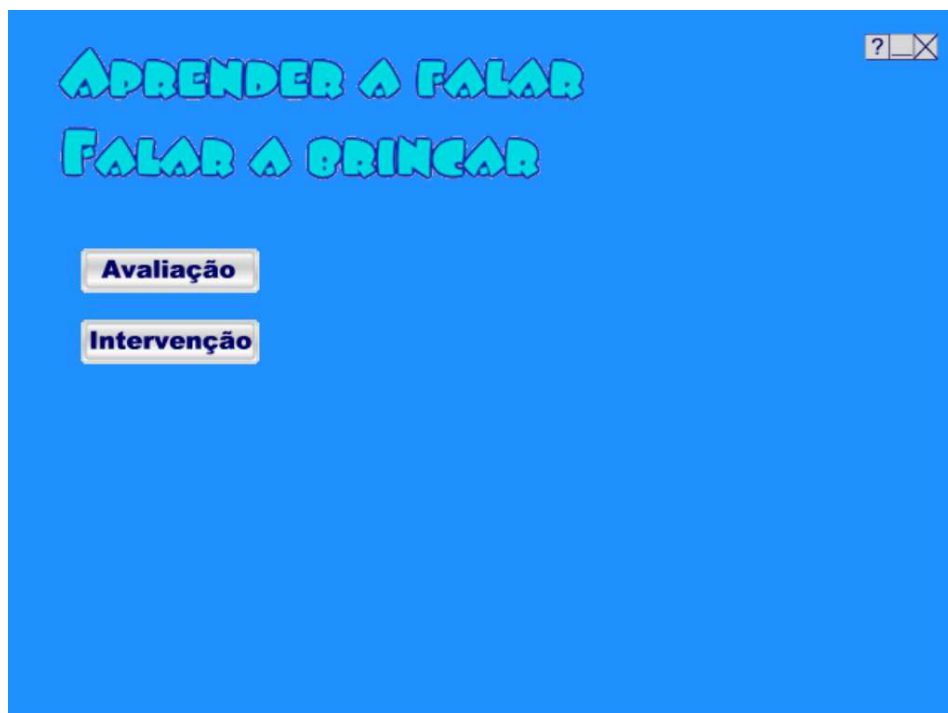 Aprender a falar
?
Falar a brincar
Avaliação
Intervenção